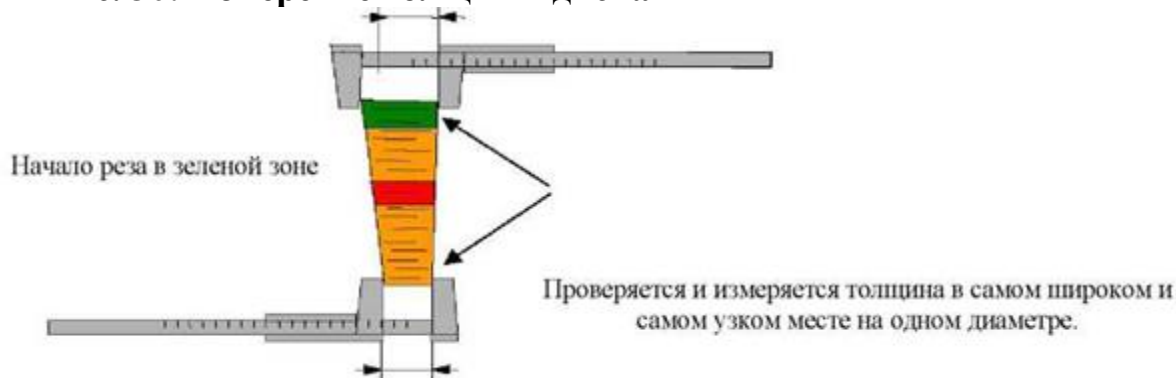 Начало реза в зеленой зоне
Проверяется и измеряется толщина в самом широком и
самом узком месте на одном диаметре.